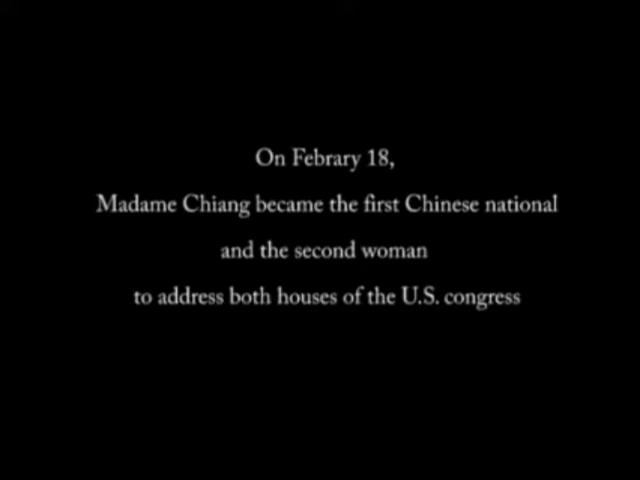 On Febrary 18,
Madame Chiang became the first Chinese national
and the second woman
to address both houses of the U.S. congress